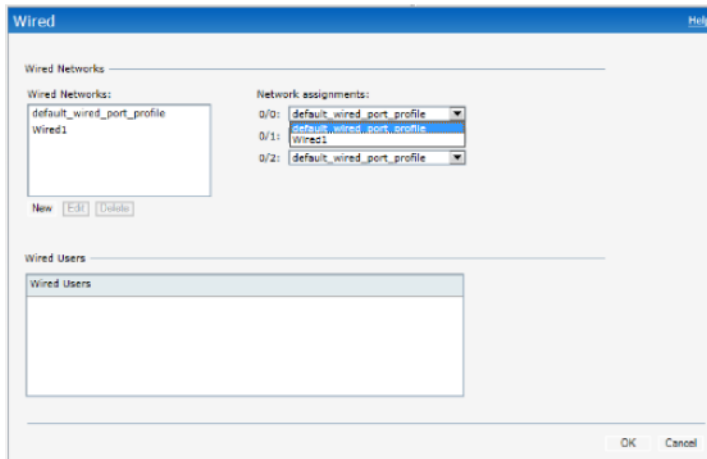 Wired
Help
Wired Networks
Wired Networks:
default_wired_port_profile
Wired1
New Edit Delete
Network assignments:
0/0: default_wired_port_profile
default_wired_port_profile
0/1:
Wired1
0/2: default_wired_port_profile
Wired Users
Wired Users
OK Cancel